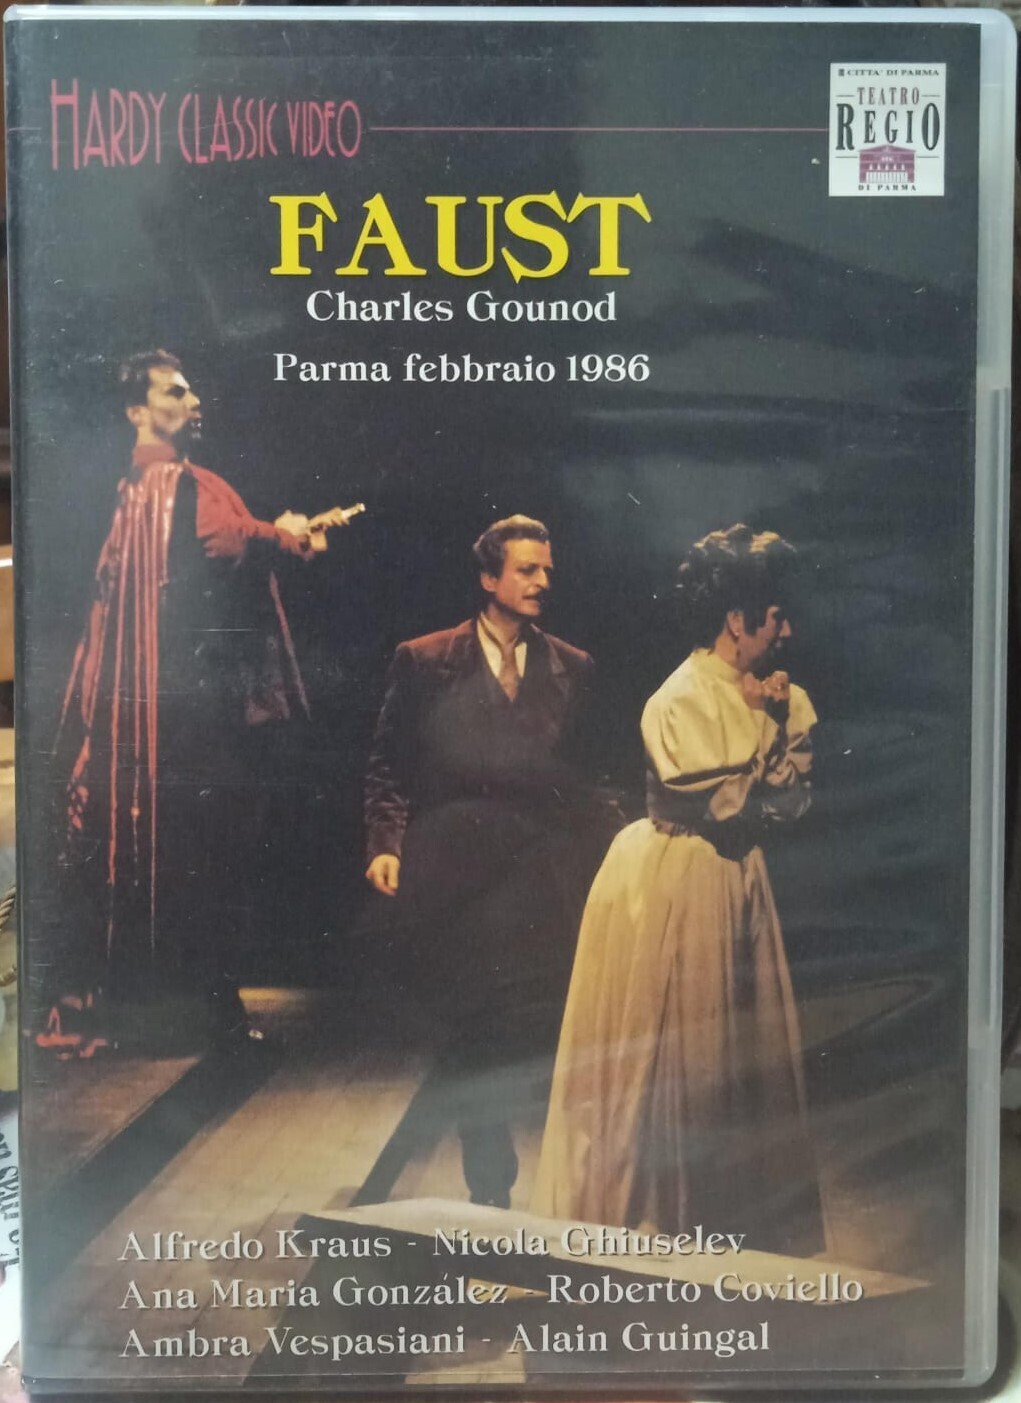 HARDY CLASSIC VIDEO
CITTA' DI PARMA
TEATRO
REGIO
DI PARMA
FAUST
Charles Gounod
Parma febbraio 1986
Alfredo Kraus - Nicola Ghiuselev
Ana Maria González - Roberto Coviello
Ambra Vespasiani - Alain Guingal